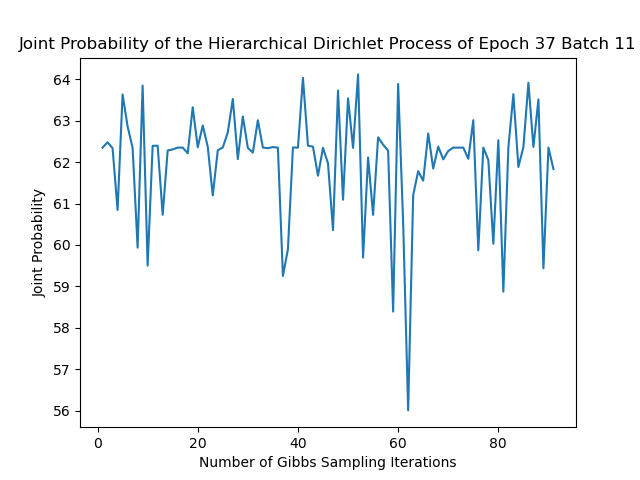 Joint Probability of the Hierarchical Dirichlet Process of Epoch 37 Batch 11
64
63
62
61
60
59
58
57
56
Joint Probability
0 20 40 60 80
Number of Gibbs Sampling Iterations